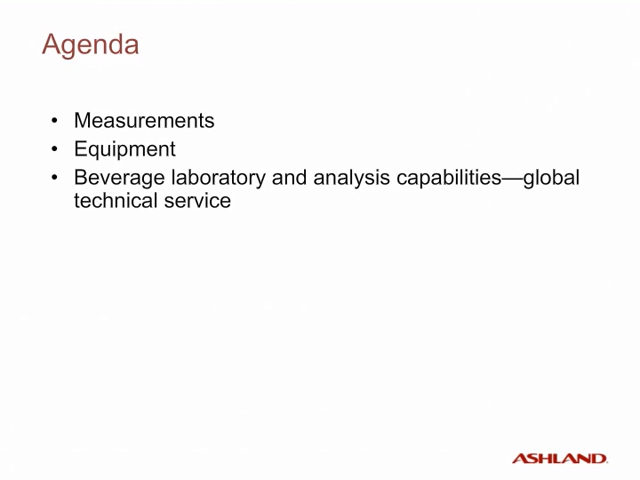 Agenda
• Measurements
• Equipment
• Beverage laboratory and analysis capabilities—global
technical service
ASHLAND